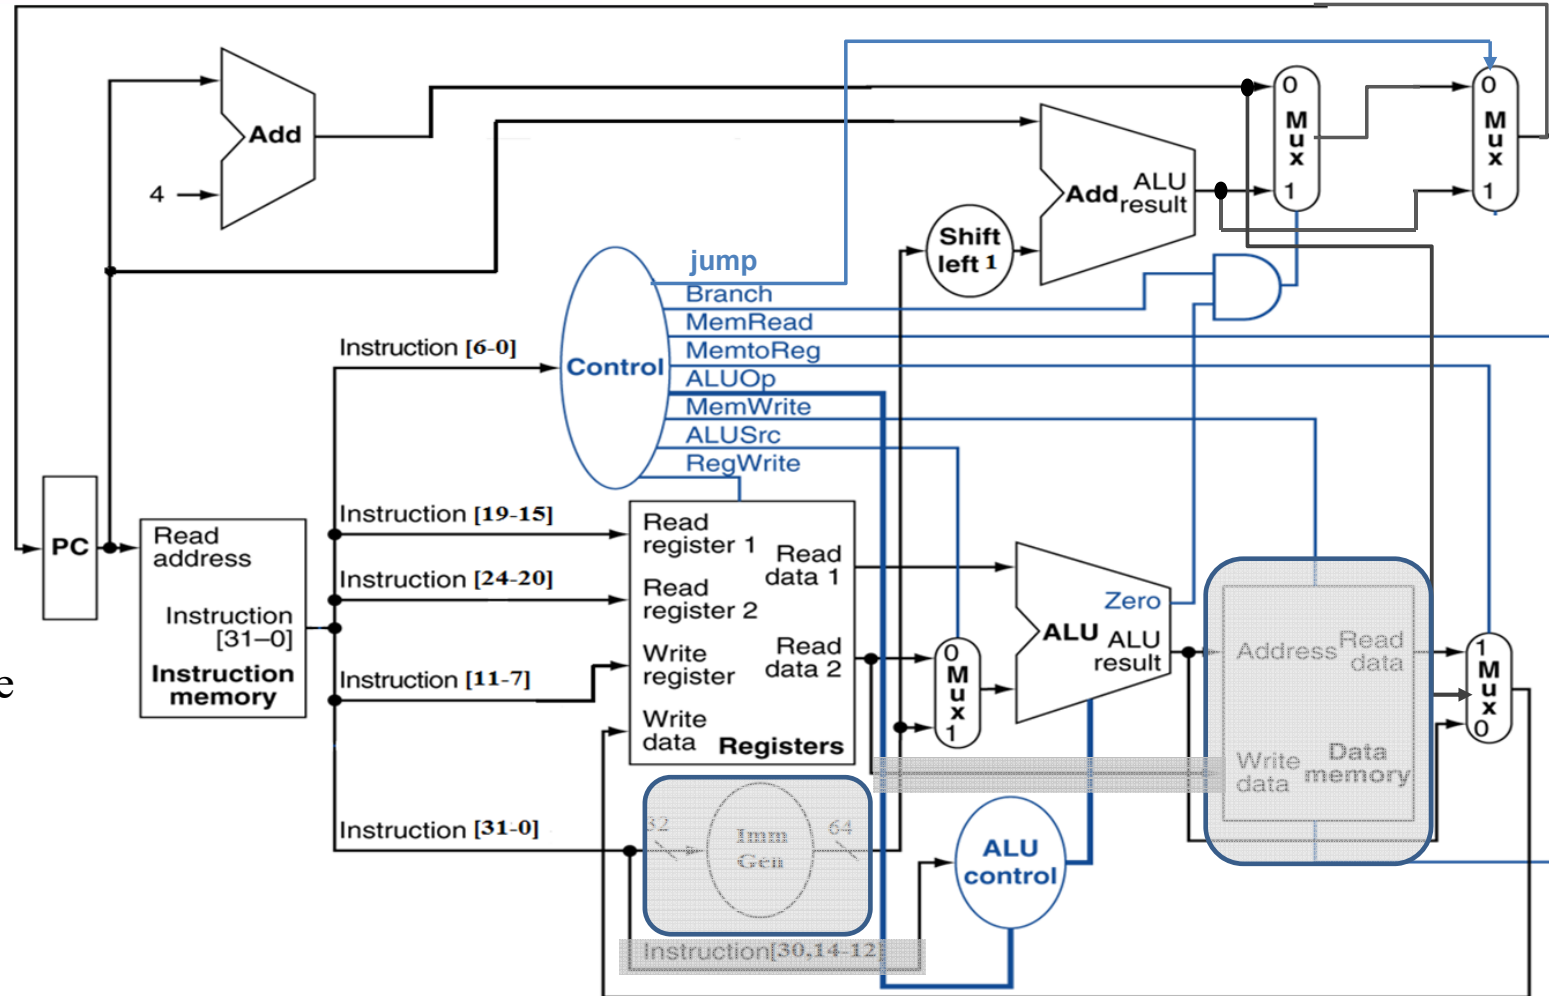 0
M
u
x
1
0
M
u
x
1
Add
4
Add
ALU
result
Shift
left 1
jump
Branch
MemRead
MemtoReg
ALUOp
MemWrite
ALUSrc
RegWrite
Control
Instruction [6-0]
Instruction [19-15]
Instruction [24-20]
Instruction [11-7]
Instruction [31-0]
PC
Read
address
Instruction
[31–0]
Instruction
memory
e
Read
register 1
Read
data 1
Read
register 2
Write
register
Read
data 2
Write
data
Registers
0
M
u
x
1
Zero
ALU
ALU
result
Address
Read
data
Write
data
Data
memory
1
M
u
x
0
32
Imm
Gen
64
ALU
control
Instruction[30,14-12]